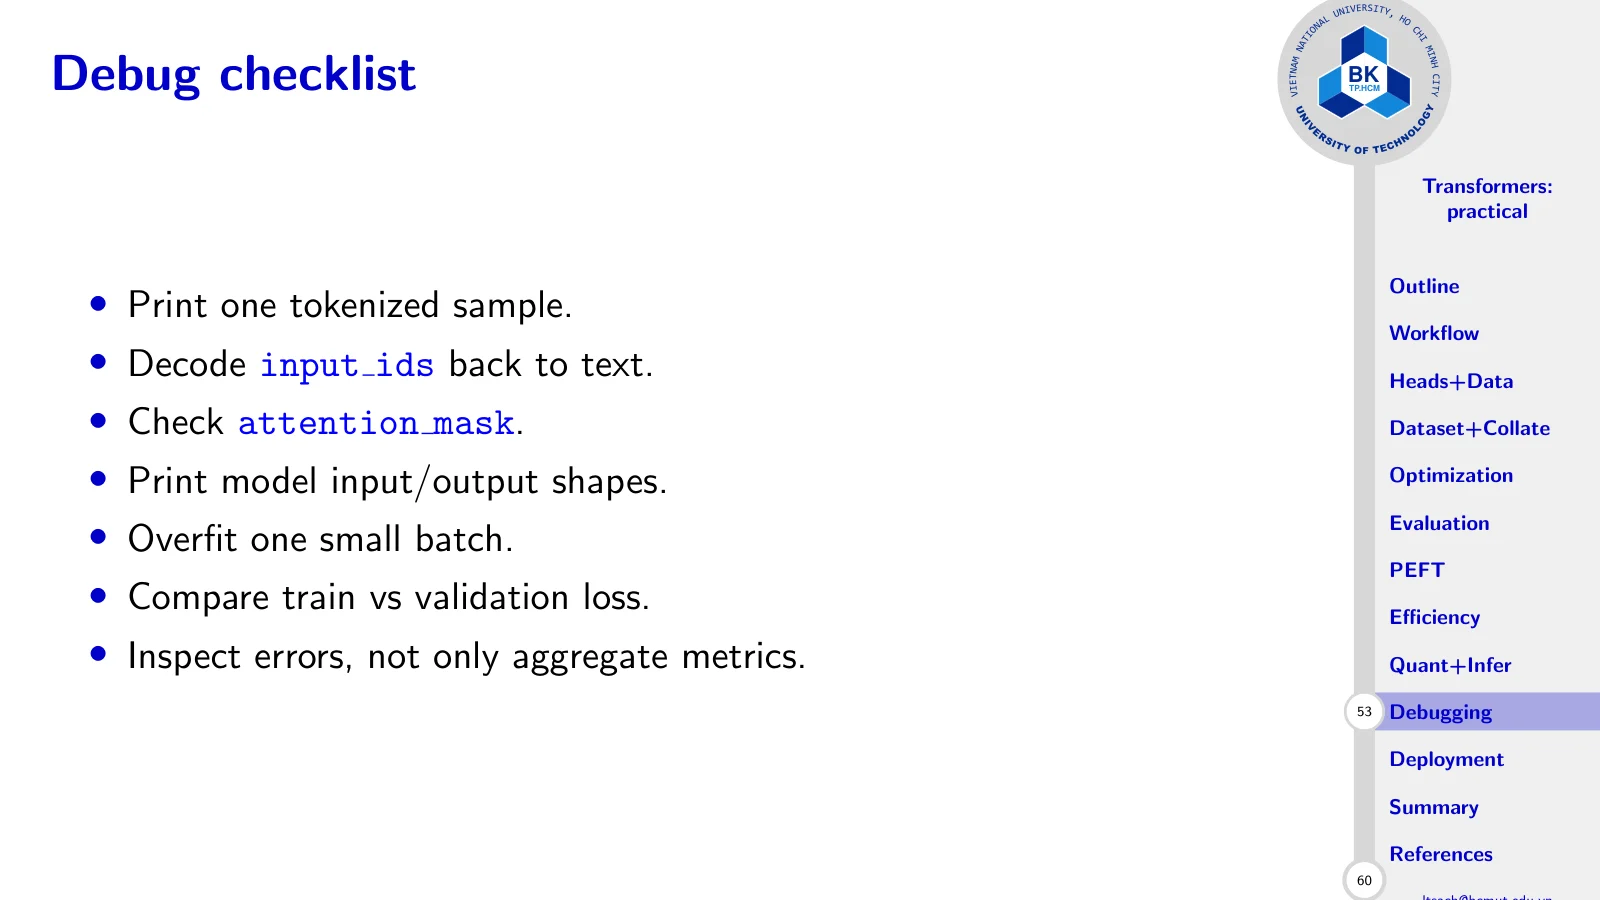 Debug checklist
• Print one tokenized sample.
• Decode input_ids back to text.
• Check attention_mask.
• Print model input/output shapes.
• Overfit one small batch.
• Compare train vs validation loss.
• Inspect errors, not only aggregate metrics.
VIETNAM NATIONAL UNIVERSITY, HO CHI MINH CITY
BK
TP.HCM
UNIVERSITY OF TECHNOLOGY
Transformers:
practical
Outline
Workflow
Heads+Data
Dataset+Collate
Optimization
Evaluation
PEFT
Efficiency
Quant+Infer
53 Debugging
Deployment
Summary
References
60